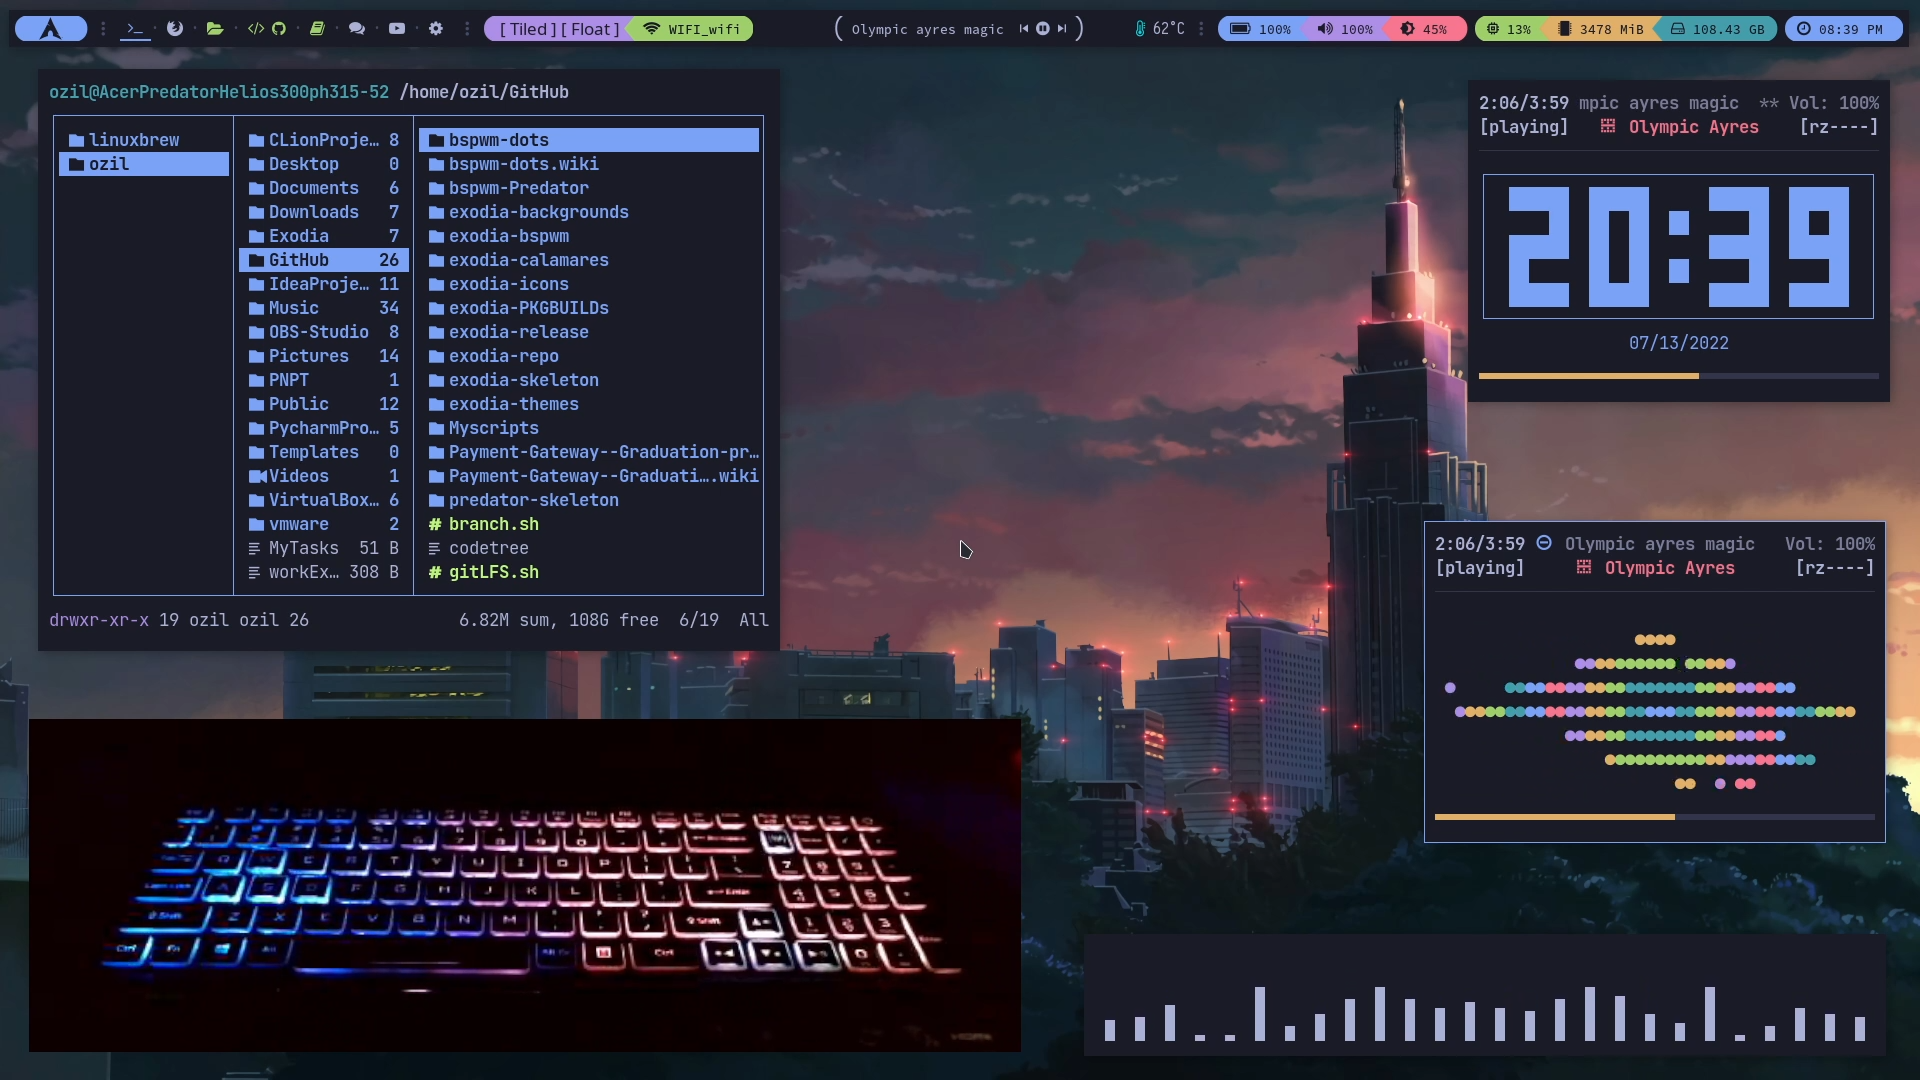 [ Tiled ] [ Float ] WIFI_wifi ( Olympic ayres magic ) 62°C 100% 100% 45% 13% 3478 MiB 108.43 GB 08:39 PM
ozil@AcerPredatorHelios300ph315-52 /home/ozil/GitHub
linuxbrew
ozil
CLionProje… 8
Desktop 0
Documents 6
Downloads 7
Exodia 7
GitHub 26
IdeaProje… 11
Music 34
OBS-Studio 8
Pictures 14
PNPT 1
Public 12
PycharmPro… 5
Templates 0
Videos 1
VirtualBox… 6
vmware 2
MyTasks 51 B
workEx… 308 B
bspwm-dots
bspwm-dots.wiki
bspwm-Predator
exodia-backgrounds
exodia-bspwm
exodia-calamares
exodia-icons
exodia-PKGBUILDs
exodia-release
exodia-repo
exodia-skeleton
exodia-themes
Myscripts
Payment-Gateway--Graduation-pr…
Payment-Gateway--Graduati….wiki
predator-skeleton
# branch.sh
codetree
# gitLFS.sh
drwxr-xr-x 19 ozil ozil 26 6.82M sum, 108G free 6/19 All
2:06/3:59 mpic ayres magic ** Vol: 100%
[playing] Olympic Ayres [rz----]
20:39
07/13/2022
2:06/3:59 Olympic ayres magic Vol: 100%
[playing] Olympic Ayres [rz----]